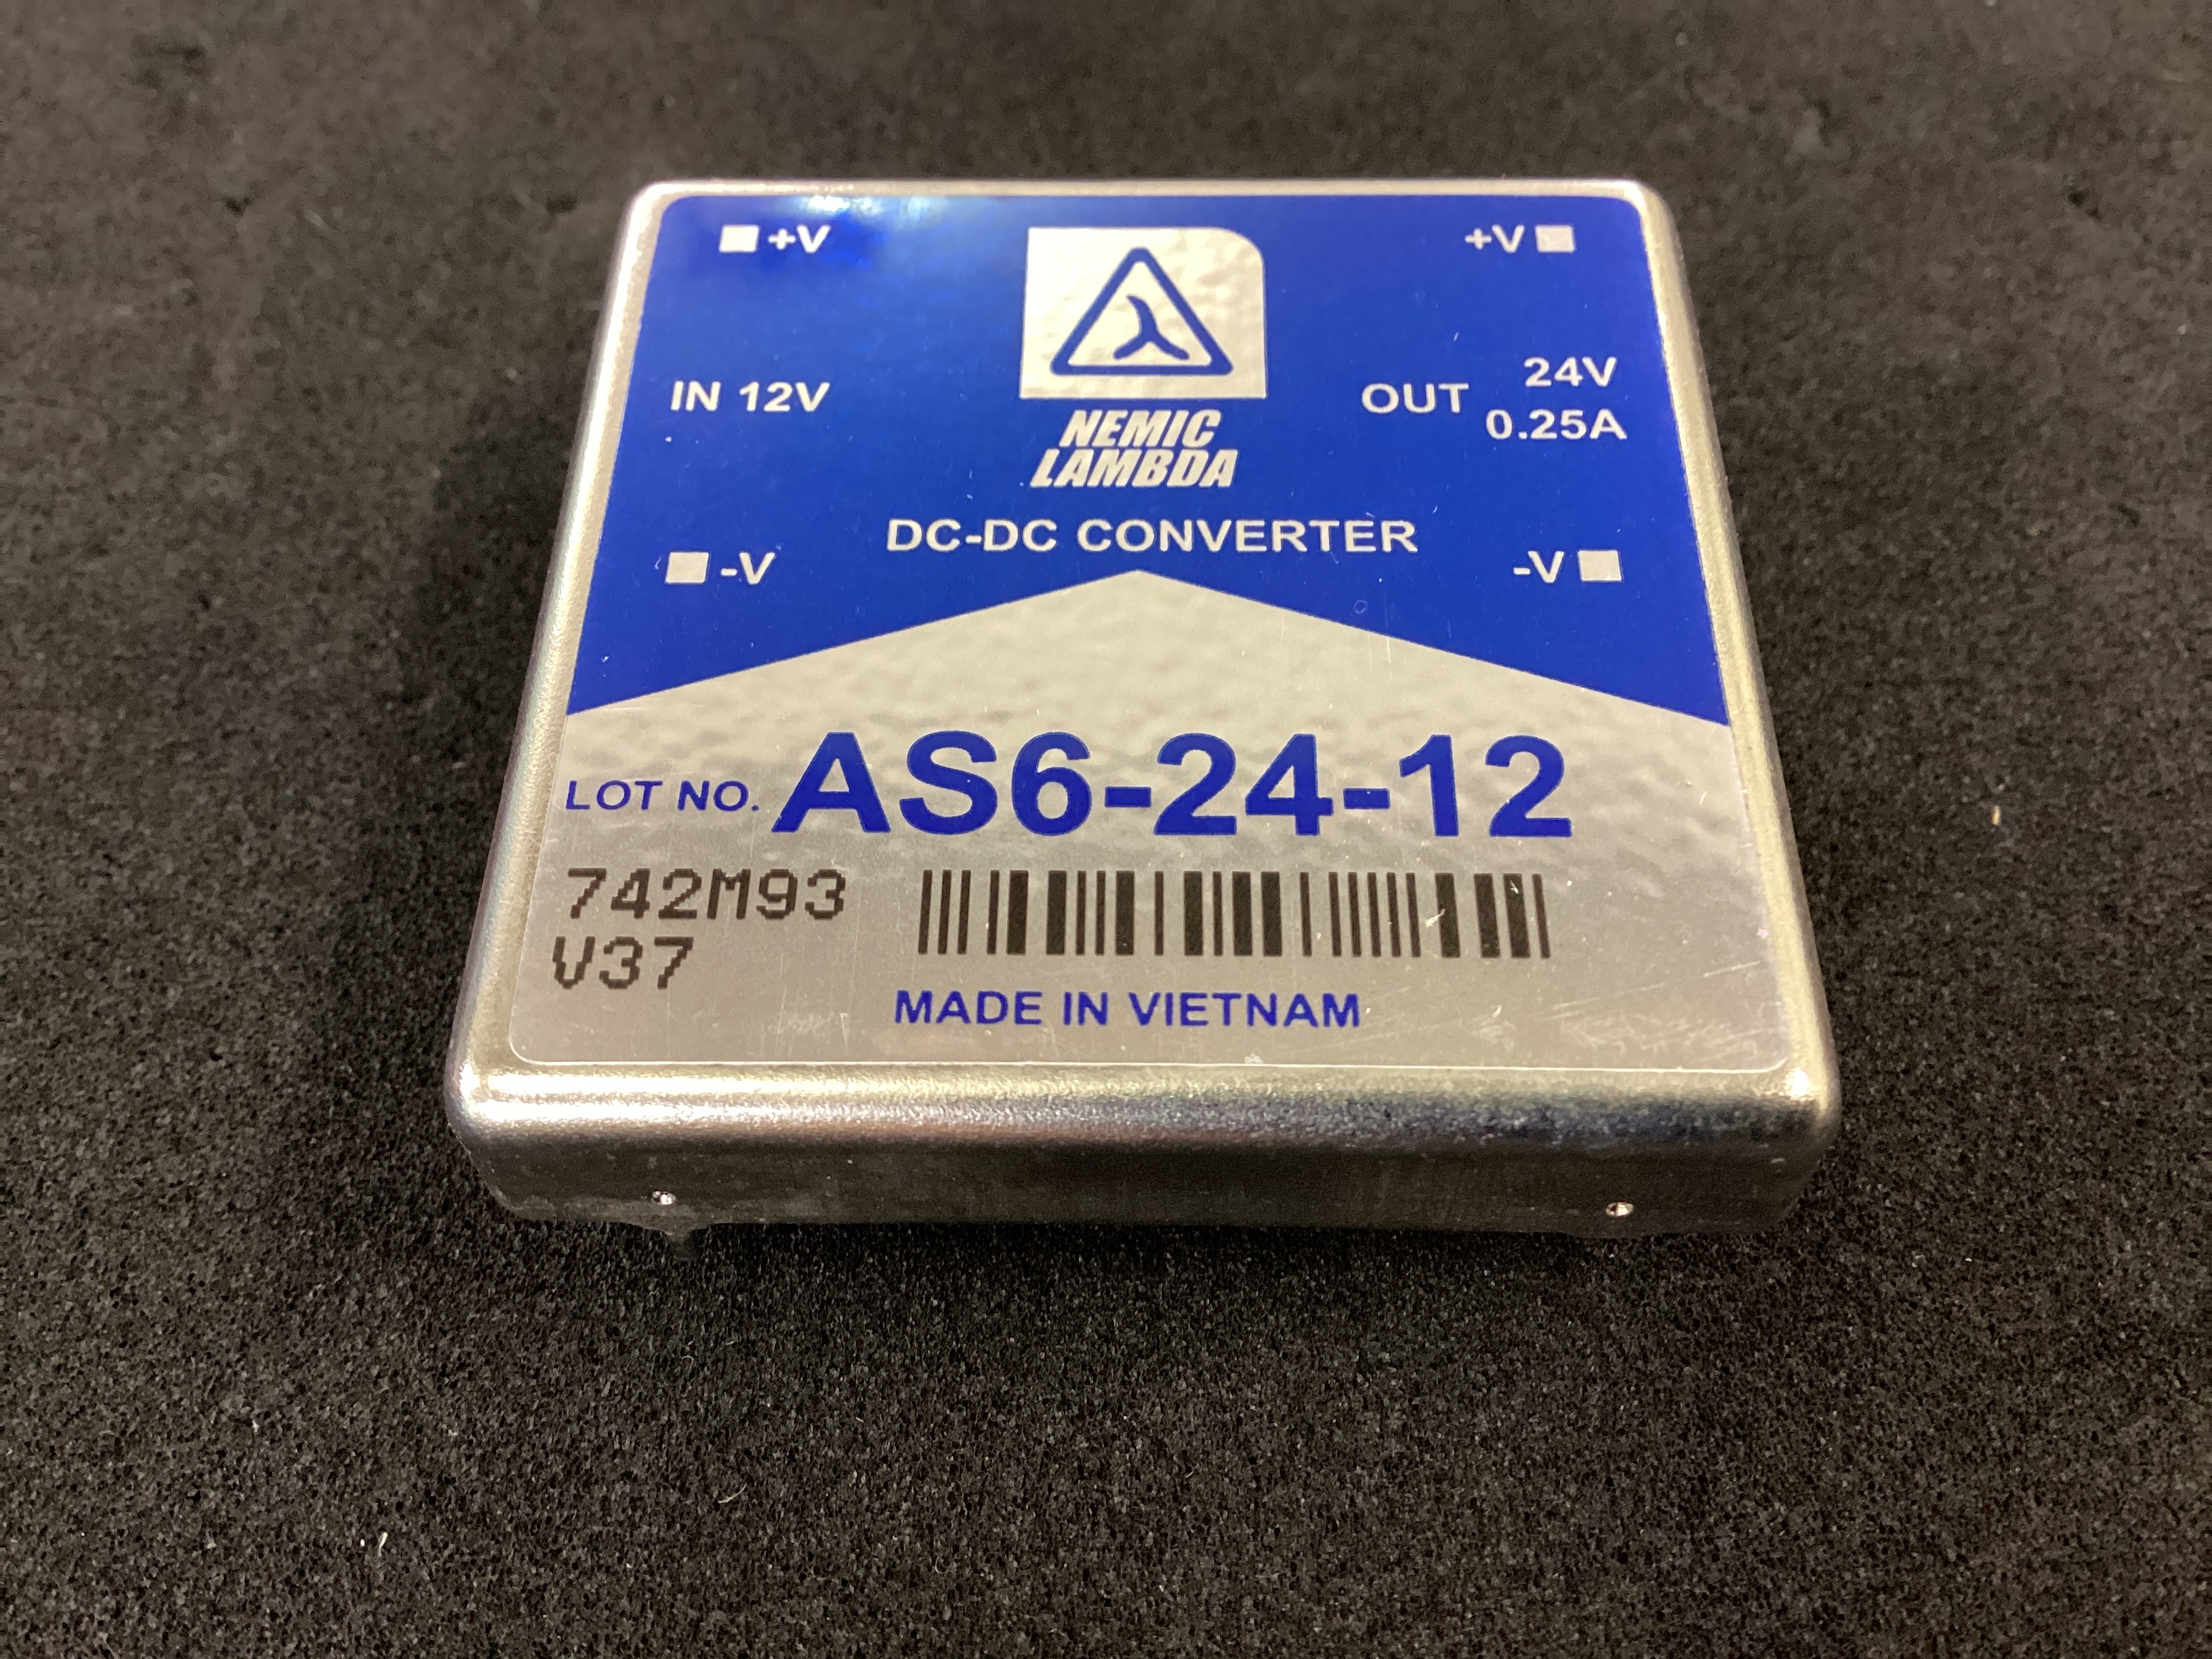 +V
+V
IN 12V
OUT 24V
0.25A
NEMIC
LAMBDA
DC-DC CONVERTER
-V
-V
LOT NO. AS6-24-12
742M93
V37
MADE IN VIETNAM